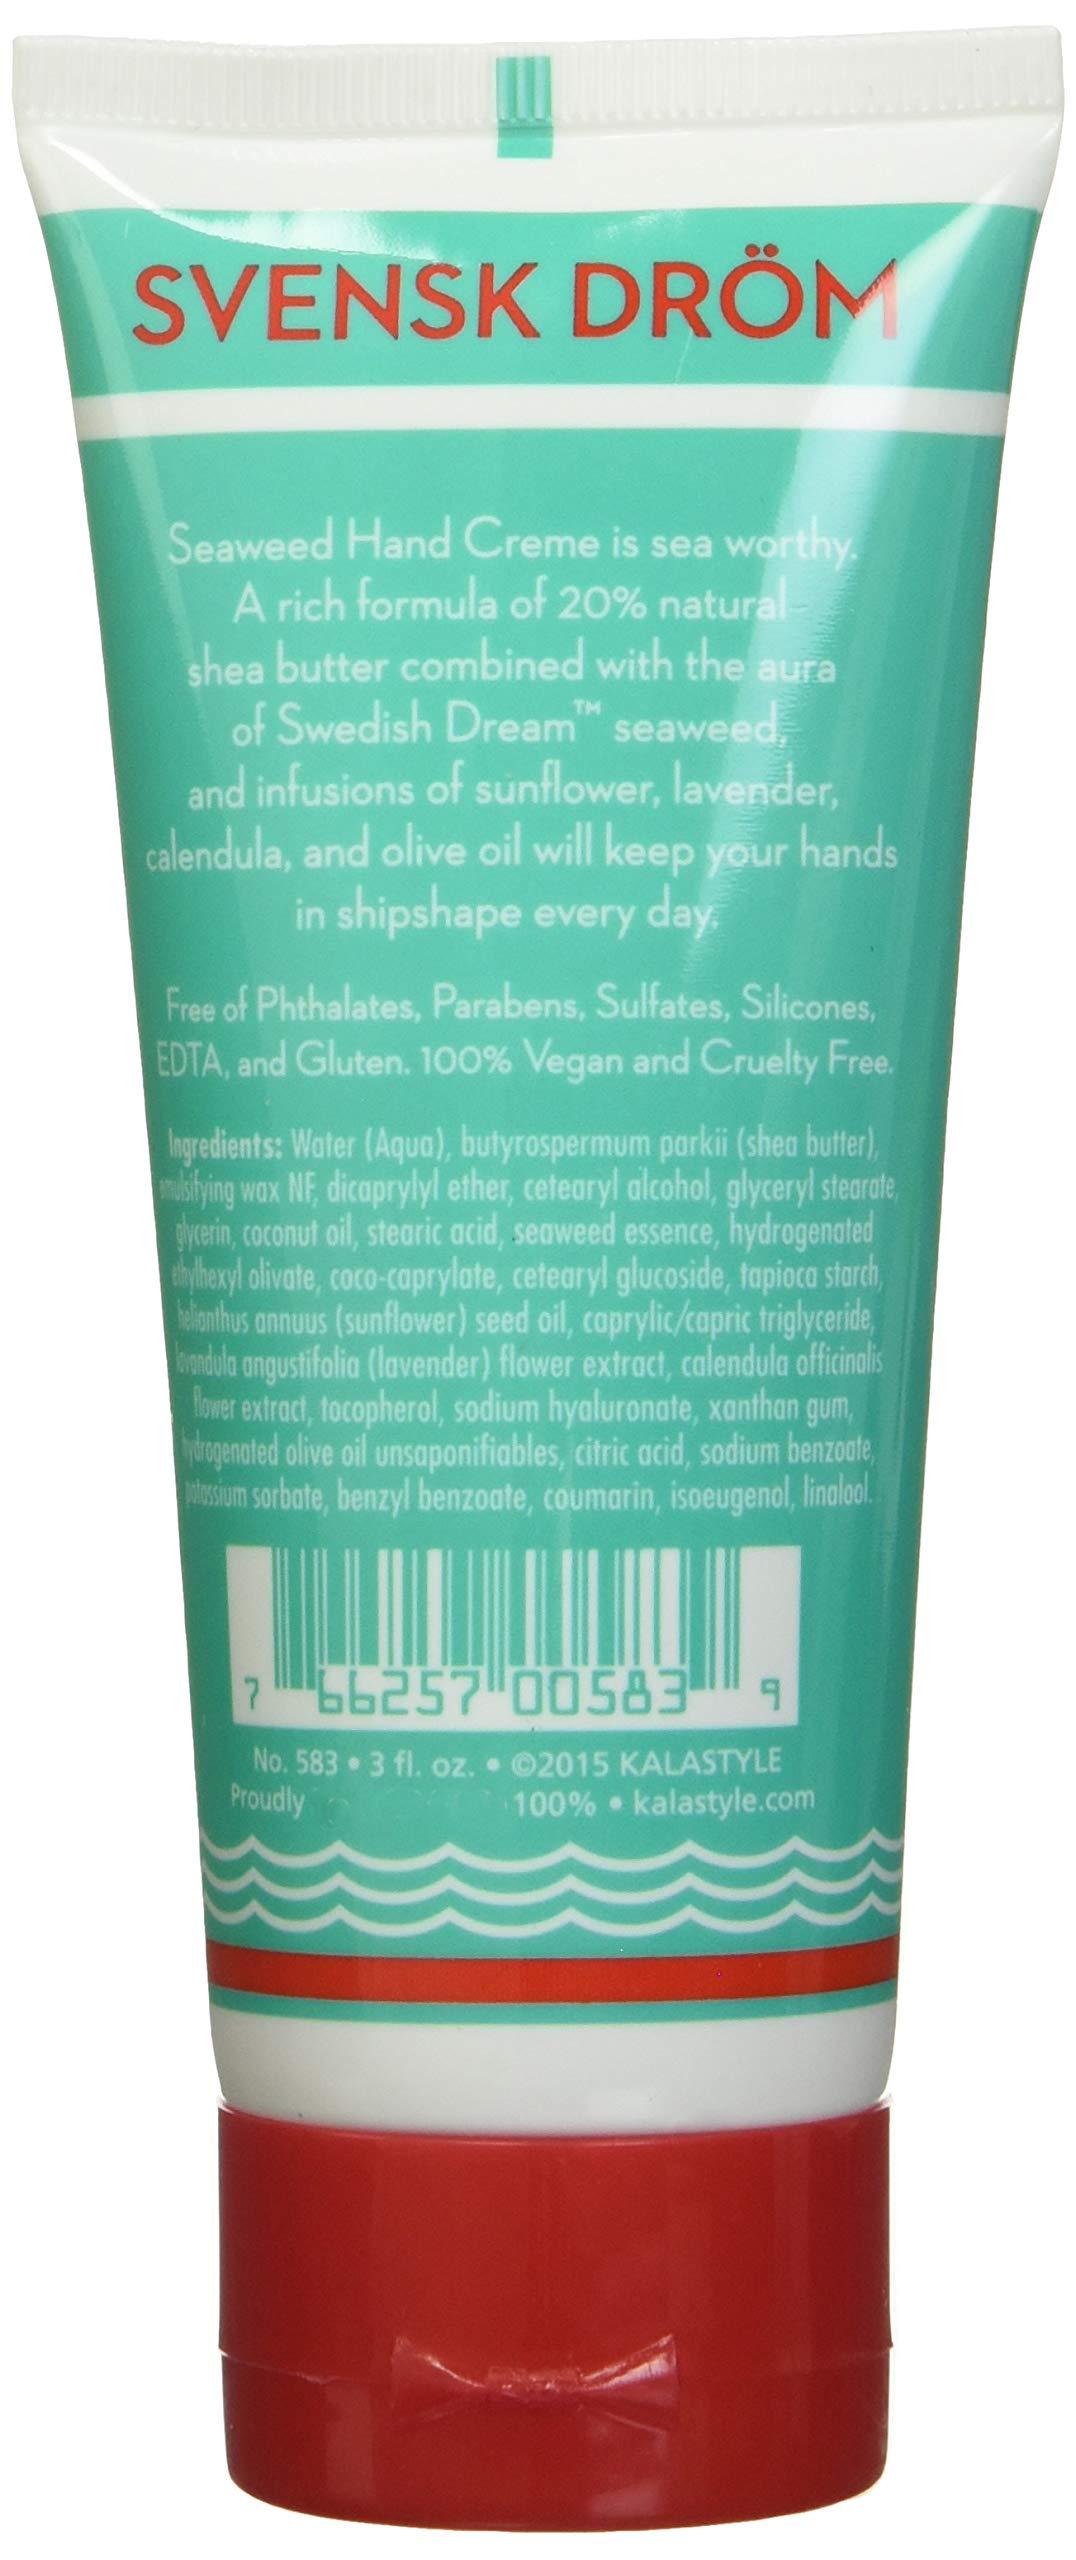 SVENSK DRÖM
Seaweed Hand Creme is sea worthy.
A rich formula of 20% natural
shea butter combined with the aura
of Swedish Dream™ seaweed,
and infusions of sunflower, lavender,
calendula, and olive oil will keep your hands
in shipshape every day.
Free of Phthalates, Parabens, Sulfates, Silicones,
EDTA, and Gluten. 100% Vegan and Cruelty Free.
Ingredients: Water (Aqua), butyrospermum parkii (shea butter),
emulsifying wax NF, dicaprylyl ether, cetearyl alcohol, glyceryl stearate,
glycerin, coconut oil, stearic acid, seaweed essence, hydrogenated
ethylhexyl olivate, coco-caprylate, cetearyl glucoside, tapioca starch,
helianthus annuus (sunflower) seed oil, caprylic/capric triglyceride,
lavandula angustifolia (lavender) flower extract, calendula officinalis
flower extract, tocopherol, sodium hyaluronate, xanthan gum,
hydrogenated olive oil unsaponifiables, citric acid, sodium benzoate,
potassium sorbate, benzyl benzoate, coumarin, isoeugenol, linalool.
7 66257 00583 9
No. 583 • 3 fl. oz. • ©2015 KALASTYLE
Proudly 100% • kalastyle.com